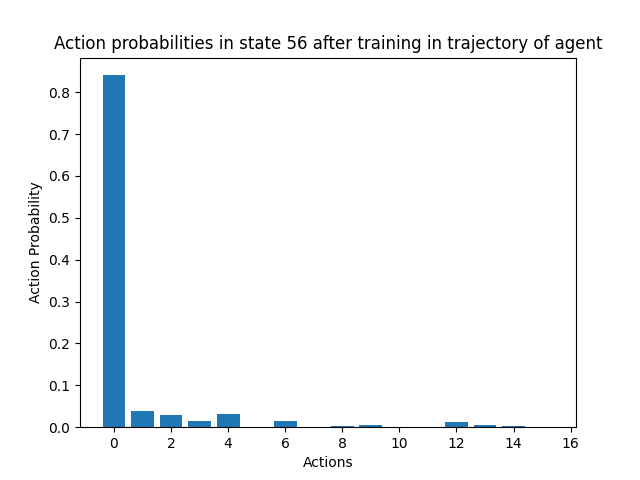 Action probabilities in state 56 after training in trajectory of agent
0.8
0.7
0.6
0.5
0.4
0.3
0.2
0.1
0.0
Action Probability
0 2 4 6 8 10 12 14 16
Actions